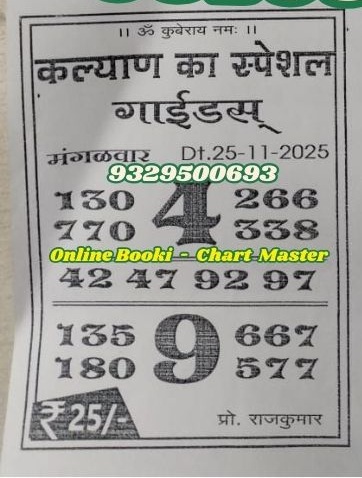 ॥ ॐ कुबेराय नमः ॥
कल्याण का स्पेशल
गाईडस्
मंगळवार Dt.25-11-2025
9329500693
130 4 266
770 338
Online Booki - Chart Master
42 47 92 97
135 9 667
180 577
₹ 25/-
प्रो. राजकुमार